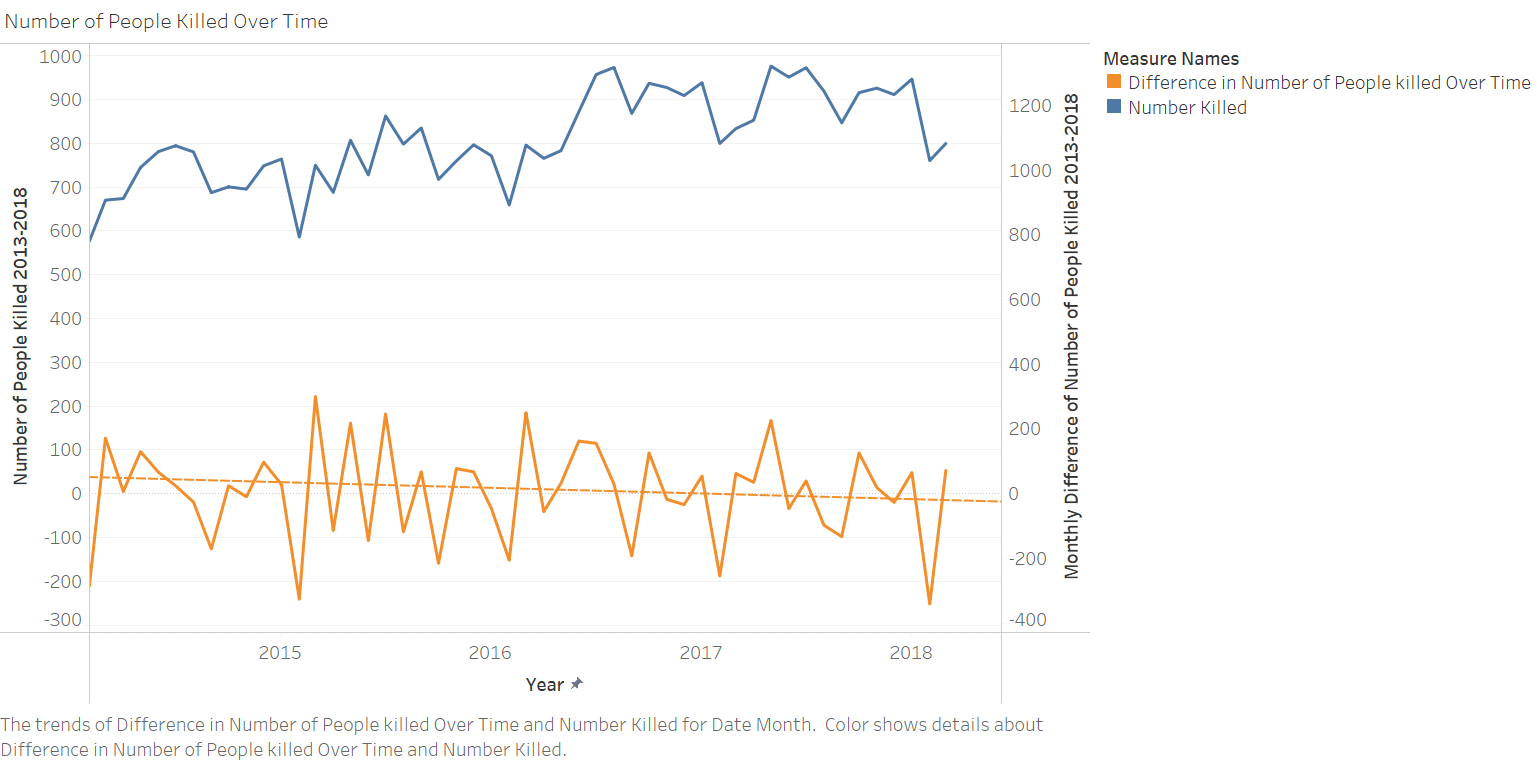 Number of People Killed Over Time
Number of People Killed 2013-2018
1000
900
800
700
600
500
400
300
200
100
0
-100
-200
-300
1200
1000
800
600
400
200
0
-200
-400
Monthly Difference of Number of People Killed 2013-2018
Measure Names
Difference in Number of People killed Over Time
Number Killed
2015 2016 2017 2018
Year
The trends of Difference in Number of People killed Over Time and Number Killed for Date Month. Color shows details about
Difference in Number of People killed Over Time and Number Killed.